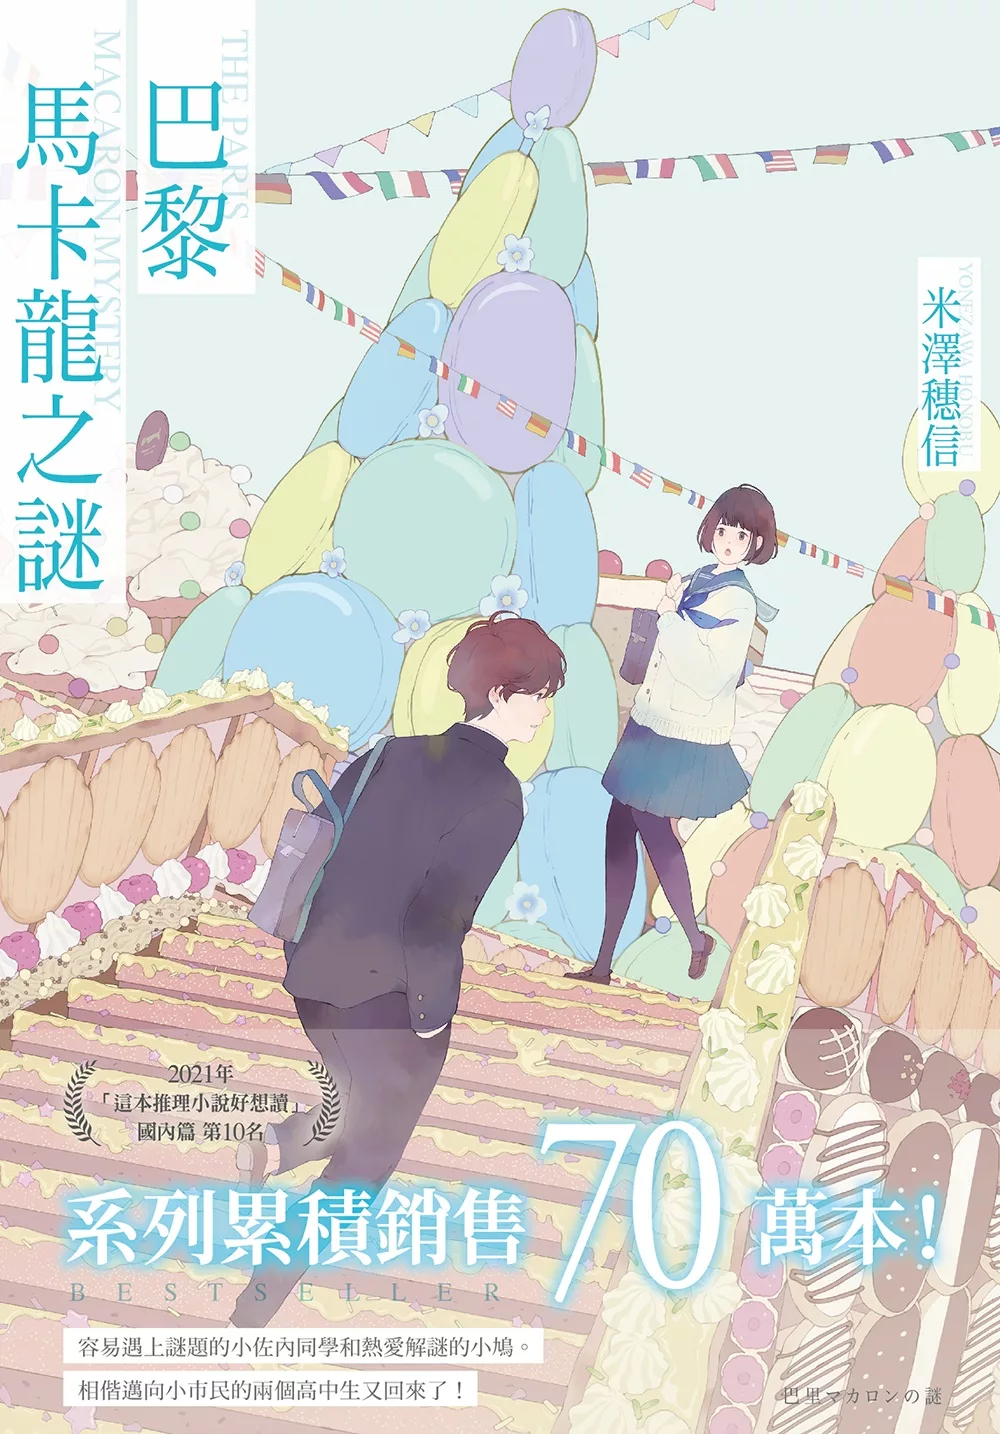 巴黎
馬卡龍之謎
THE PARIS
MACARON MYSTERY
米澤穗信
YONEZAWA HONOBU
2021年
「這本推理小說好想讀」
國內篇 第10名
系列累積銷售70萬本！
BESTSELLER
容易遇上謎題的小佐內同學和熱愛解謎的小鳩。
相偕邁向小市民的兩個高中生又回來了！
巴里マカロンの謎